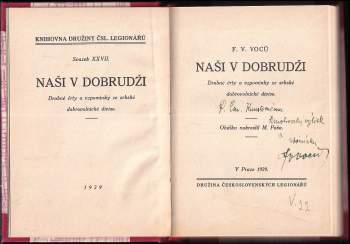 KNIHOVNA DRUŽINY ČSL. LEGIONÁŘŮ
Svazek XXVII.
NAŠI V DOBRUDŽI
Drobné črty a vzpomínky ze srbské
dobrovolnické divise.
1929
F. V. VOCŮ
NAŠI V DOBRUDŽI
Drobné črty a vzpomínky ze srbské
dobrovolnické divise.
Obálku nakreslil M. Foňo.
V Praze 1929.
DRUŽINA ČESKOSLOVENSKÝCH LEGIONÁŘŮ